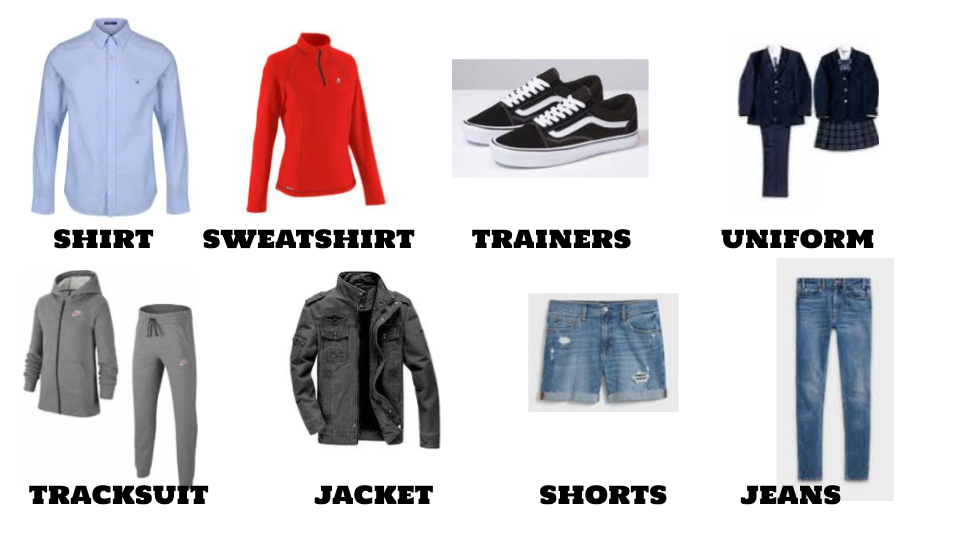 SHIRT
SWEATSHIRT
TRAINERS
UNIFORM
TRACKSUIT
JACKET
SHORTS
JEANS